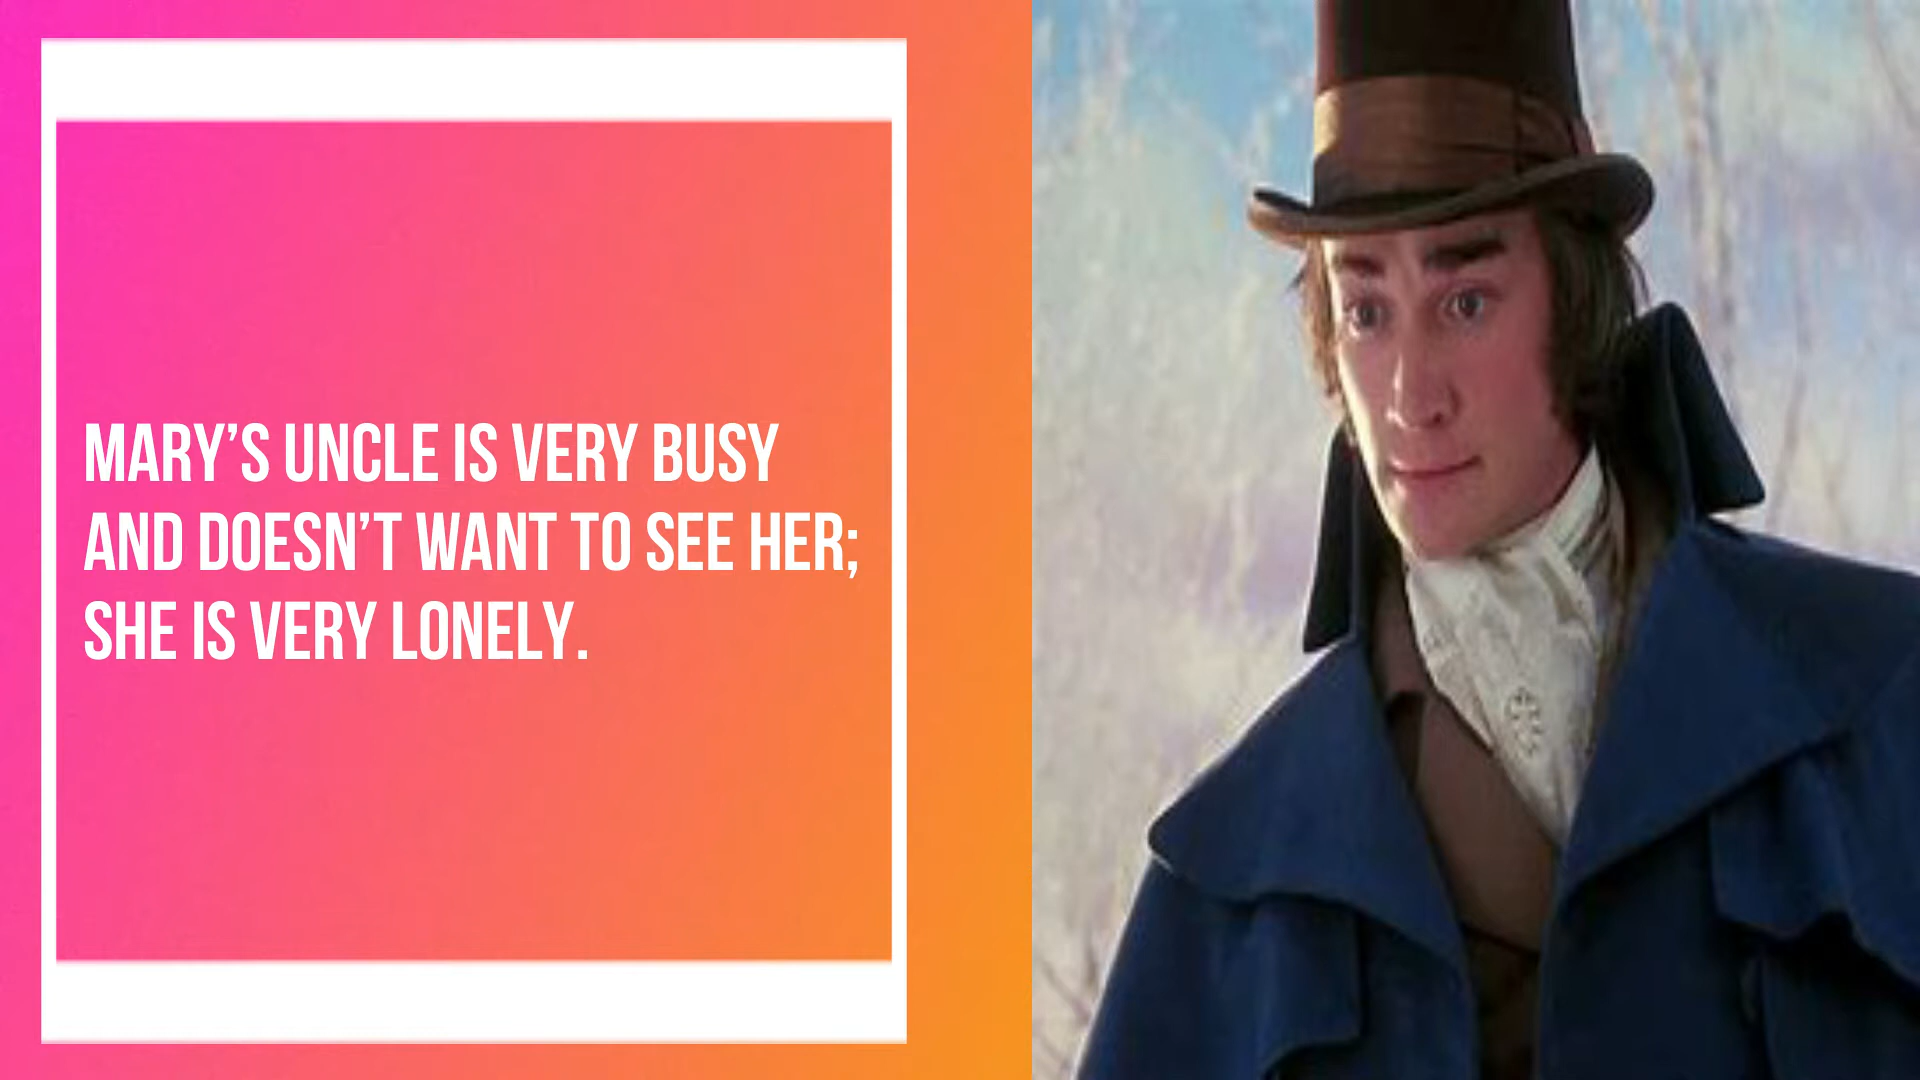 MARY’S UNCLE IS VERY BUSY
AND DOESN’T WANT TO SEE HER;
SHE IS VERY LONELY.